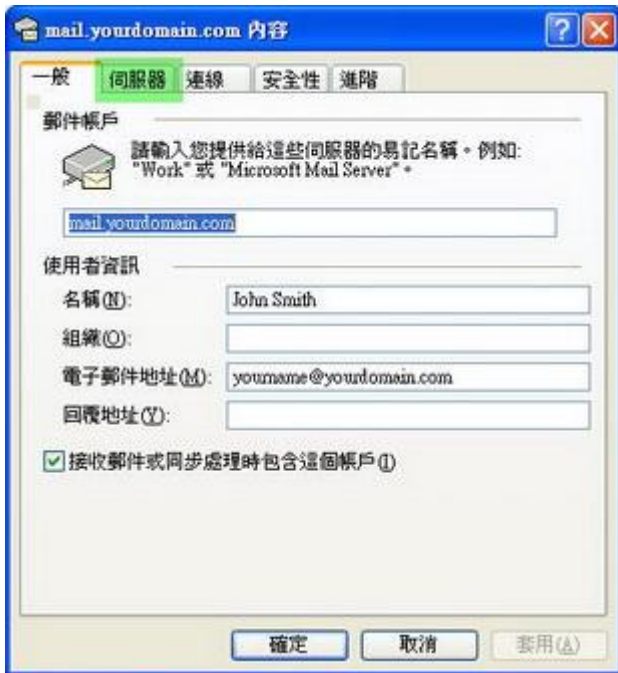 mail.yourdomain.com 內容
一般 伺服器 連線 安全性 進階
郵件帳戶
請輸入您提供給這些伺服器的易記名稱。例如:
"Work" 或 "Microsoft Mail Server"。
mail.yourdomain.com
使用者資訊
名稱(N): John Smith
組織(O):
電子郵件地址(M): yourname@yourdomain.com
回覆地址(Y):
接收郵件或同步處理時包含這個帳戶(I)
確定 取消 套用(A)